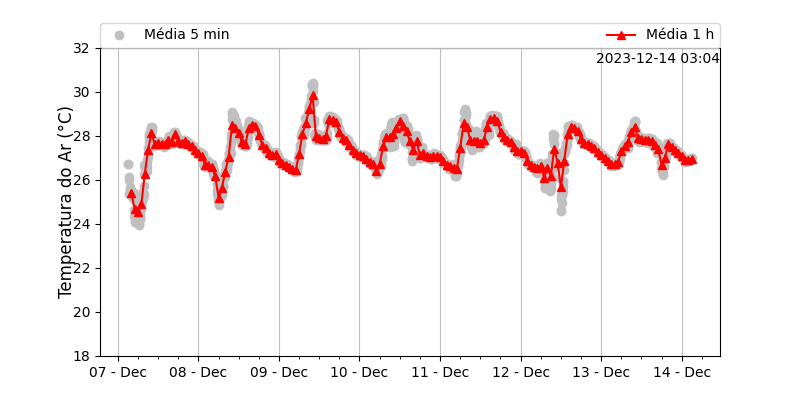 Média 5 min
Média 1 h
2023-12-14 03:04
Temperatura do Ar (°C)
32
30
28
26
24
22
20
18
07 - Dec
08 - Dec
09 - Dec
10 - Dec
11 - Dec
12 - Dec
13 - Dec
14 - Dec